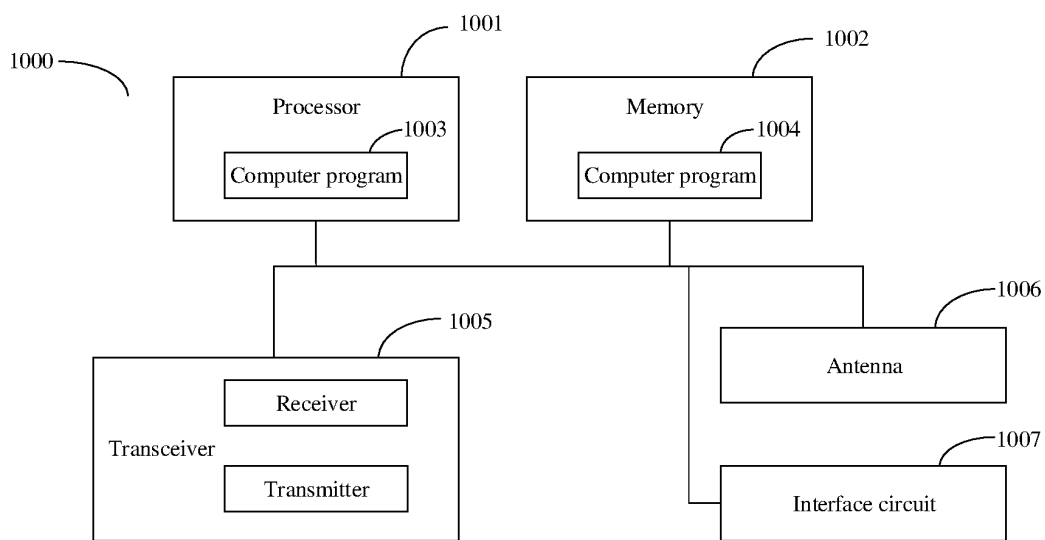 1001
1002
1000
Processor
Memory
1003
1004
Computer program
Computer program
1006
1005
Antenna
Receiver
Transceiver
1007
Transmitter
Interface circuit